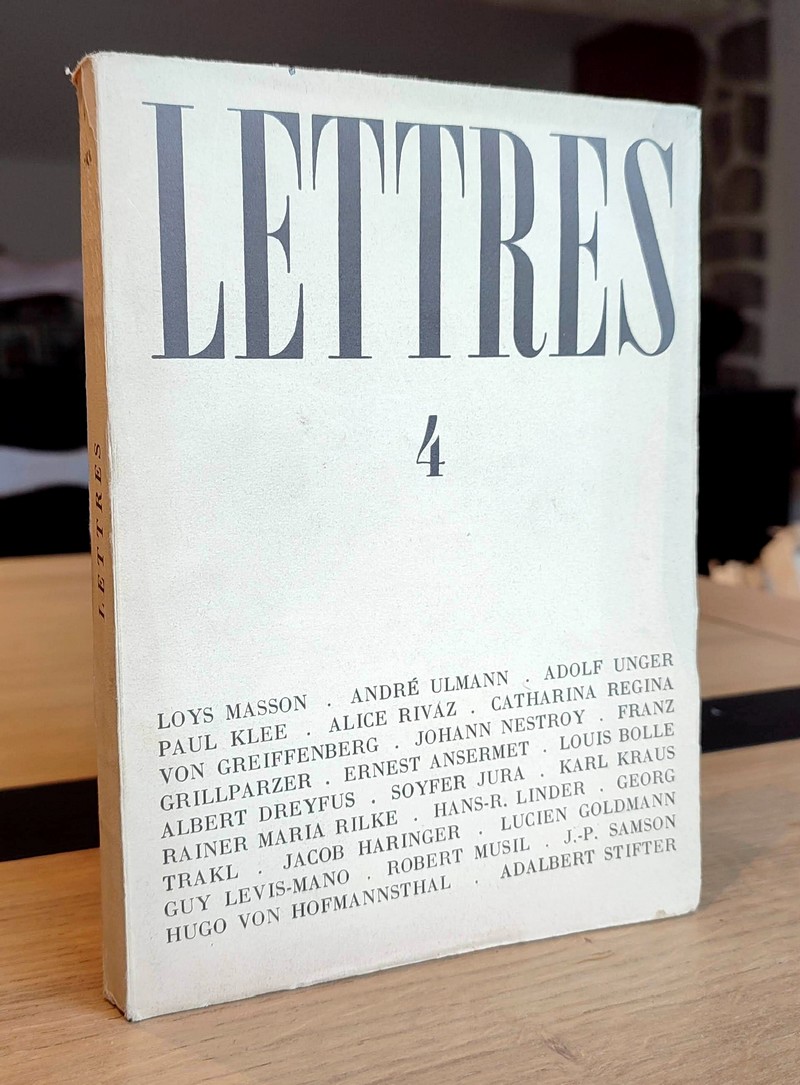 LETTRES
4
LOYS MASSON . ANDRÉ ULMANN . ADOLF UNGER
PAUL KLEE . ALICE RIVAZ . CATHARINA REGINA
VON GREIFFENBERG . JOHANN NESTROY . FRANZ
GRILLPARZER . ERNEST ANSERMET . LOUIS BOLLE
ALBERT DREYFUS . SOYFER JURA . KARL KRAUS
RAINER MARIA RILKE . HANS-R. LINDER . GEORG
TRAKL . JACOB HARINGER . LUCIEN GOLDMANN
GUY LEVIS-MANO . ROBERT MUSIL . J.-P. SAMSON
HUGO VON HOFMANNSTHAL . ADALBERT STIFTER
LETTRES